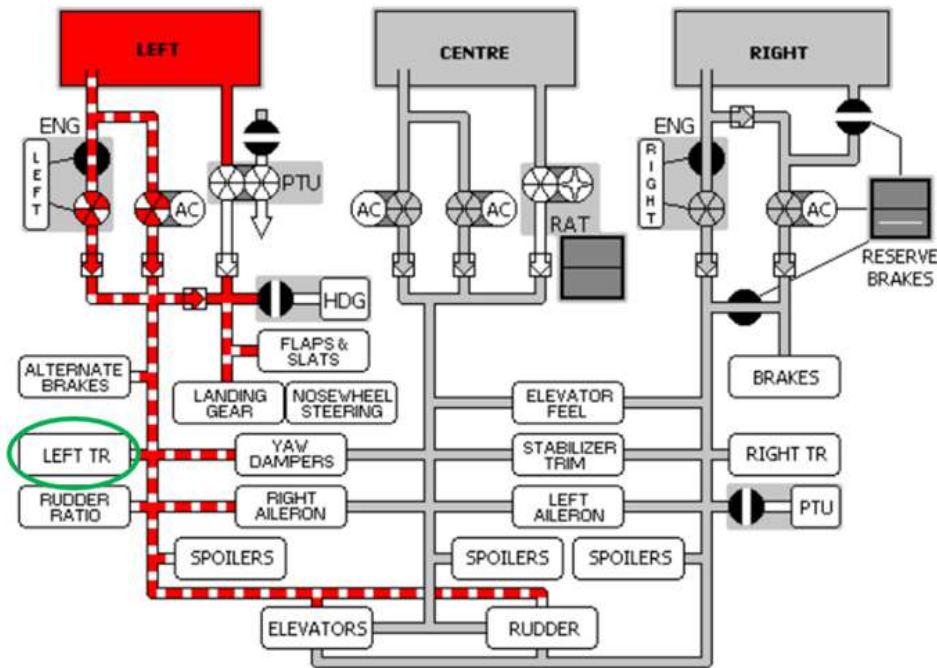 LEFT
CENTRE
RIGHT
ENG
ENG
LEFT
PTU
RIGHT
AC
AC
AC
RAT
AC
RESERVE
BRAKES
HDG
FLAPS &
SLATS
ALTERNATE
BRAKES
LANDING
GEAR
NOSEWHEEL
STEERING
ELEVATOR
FEEL
BRAKES
LEFT TR
YAW
DAMPERS
STABILIZER
TRIM
RIGHT TR
RUDDER
RATIO
RIGHT
AILERON
LEFT
AILERON
PTU
SPOILERS
SPOILERS
SPOILERS
ELEVATORS
RUDDER